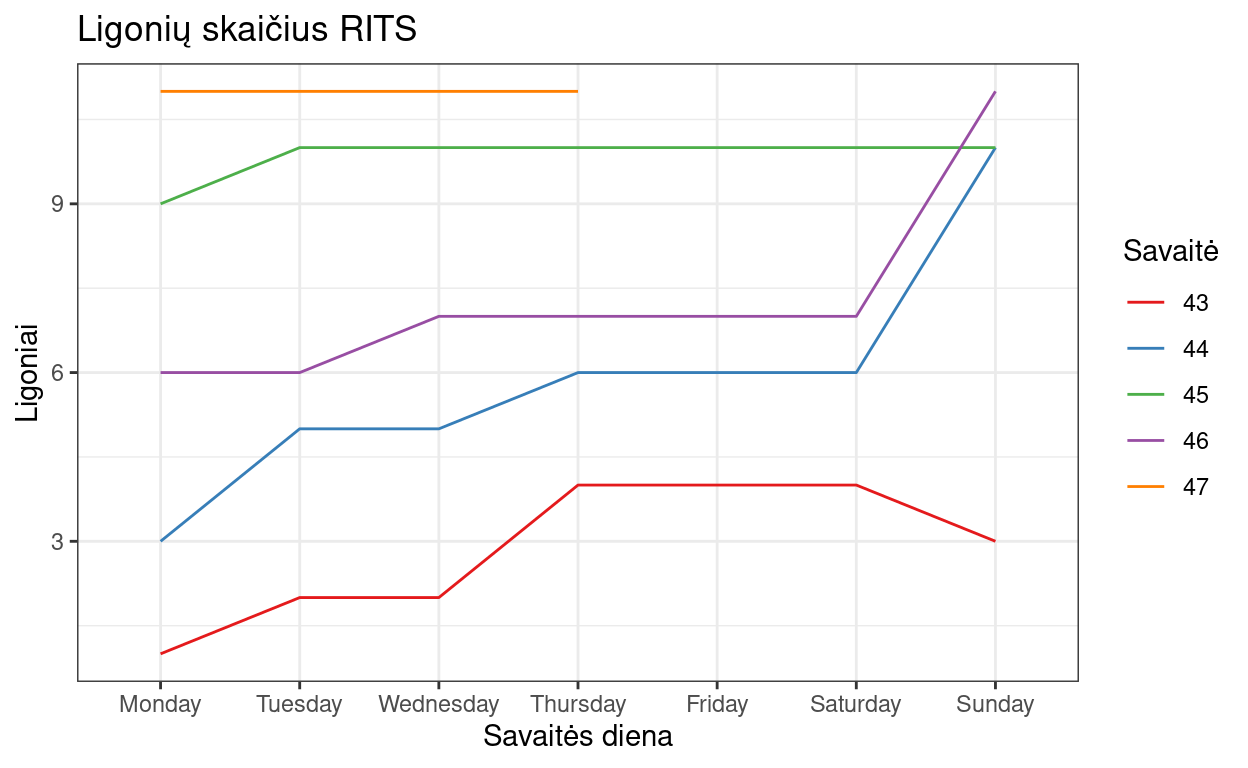 Ligonių skaičius RITS
Ligoniai
9
6
3
Monday Tuesday Wednesday Thursday Friday Saturday Sunday
Savaitės diena
Savaitė
43
44
45
46
47